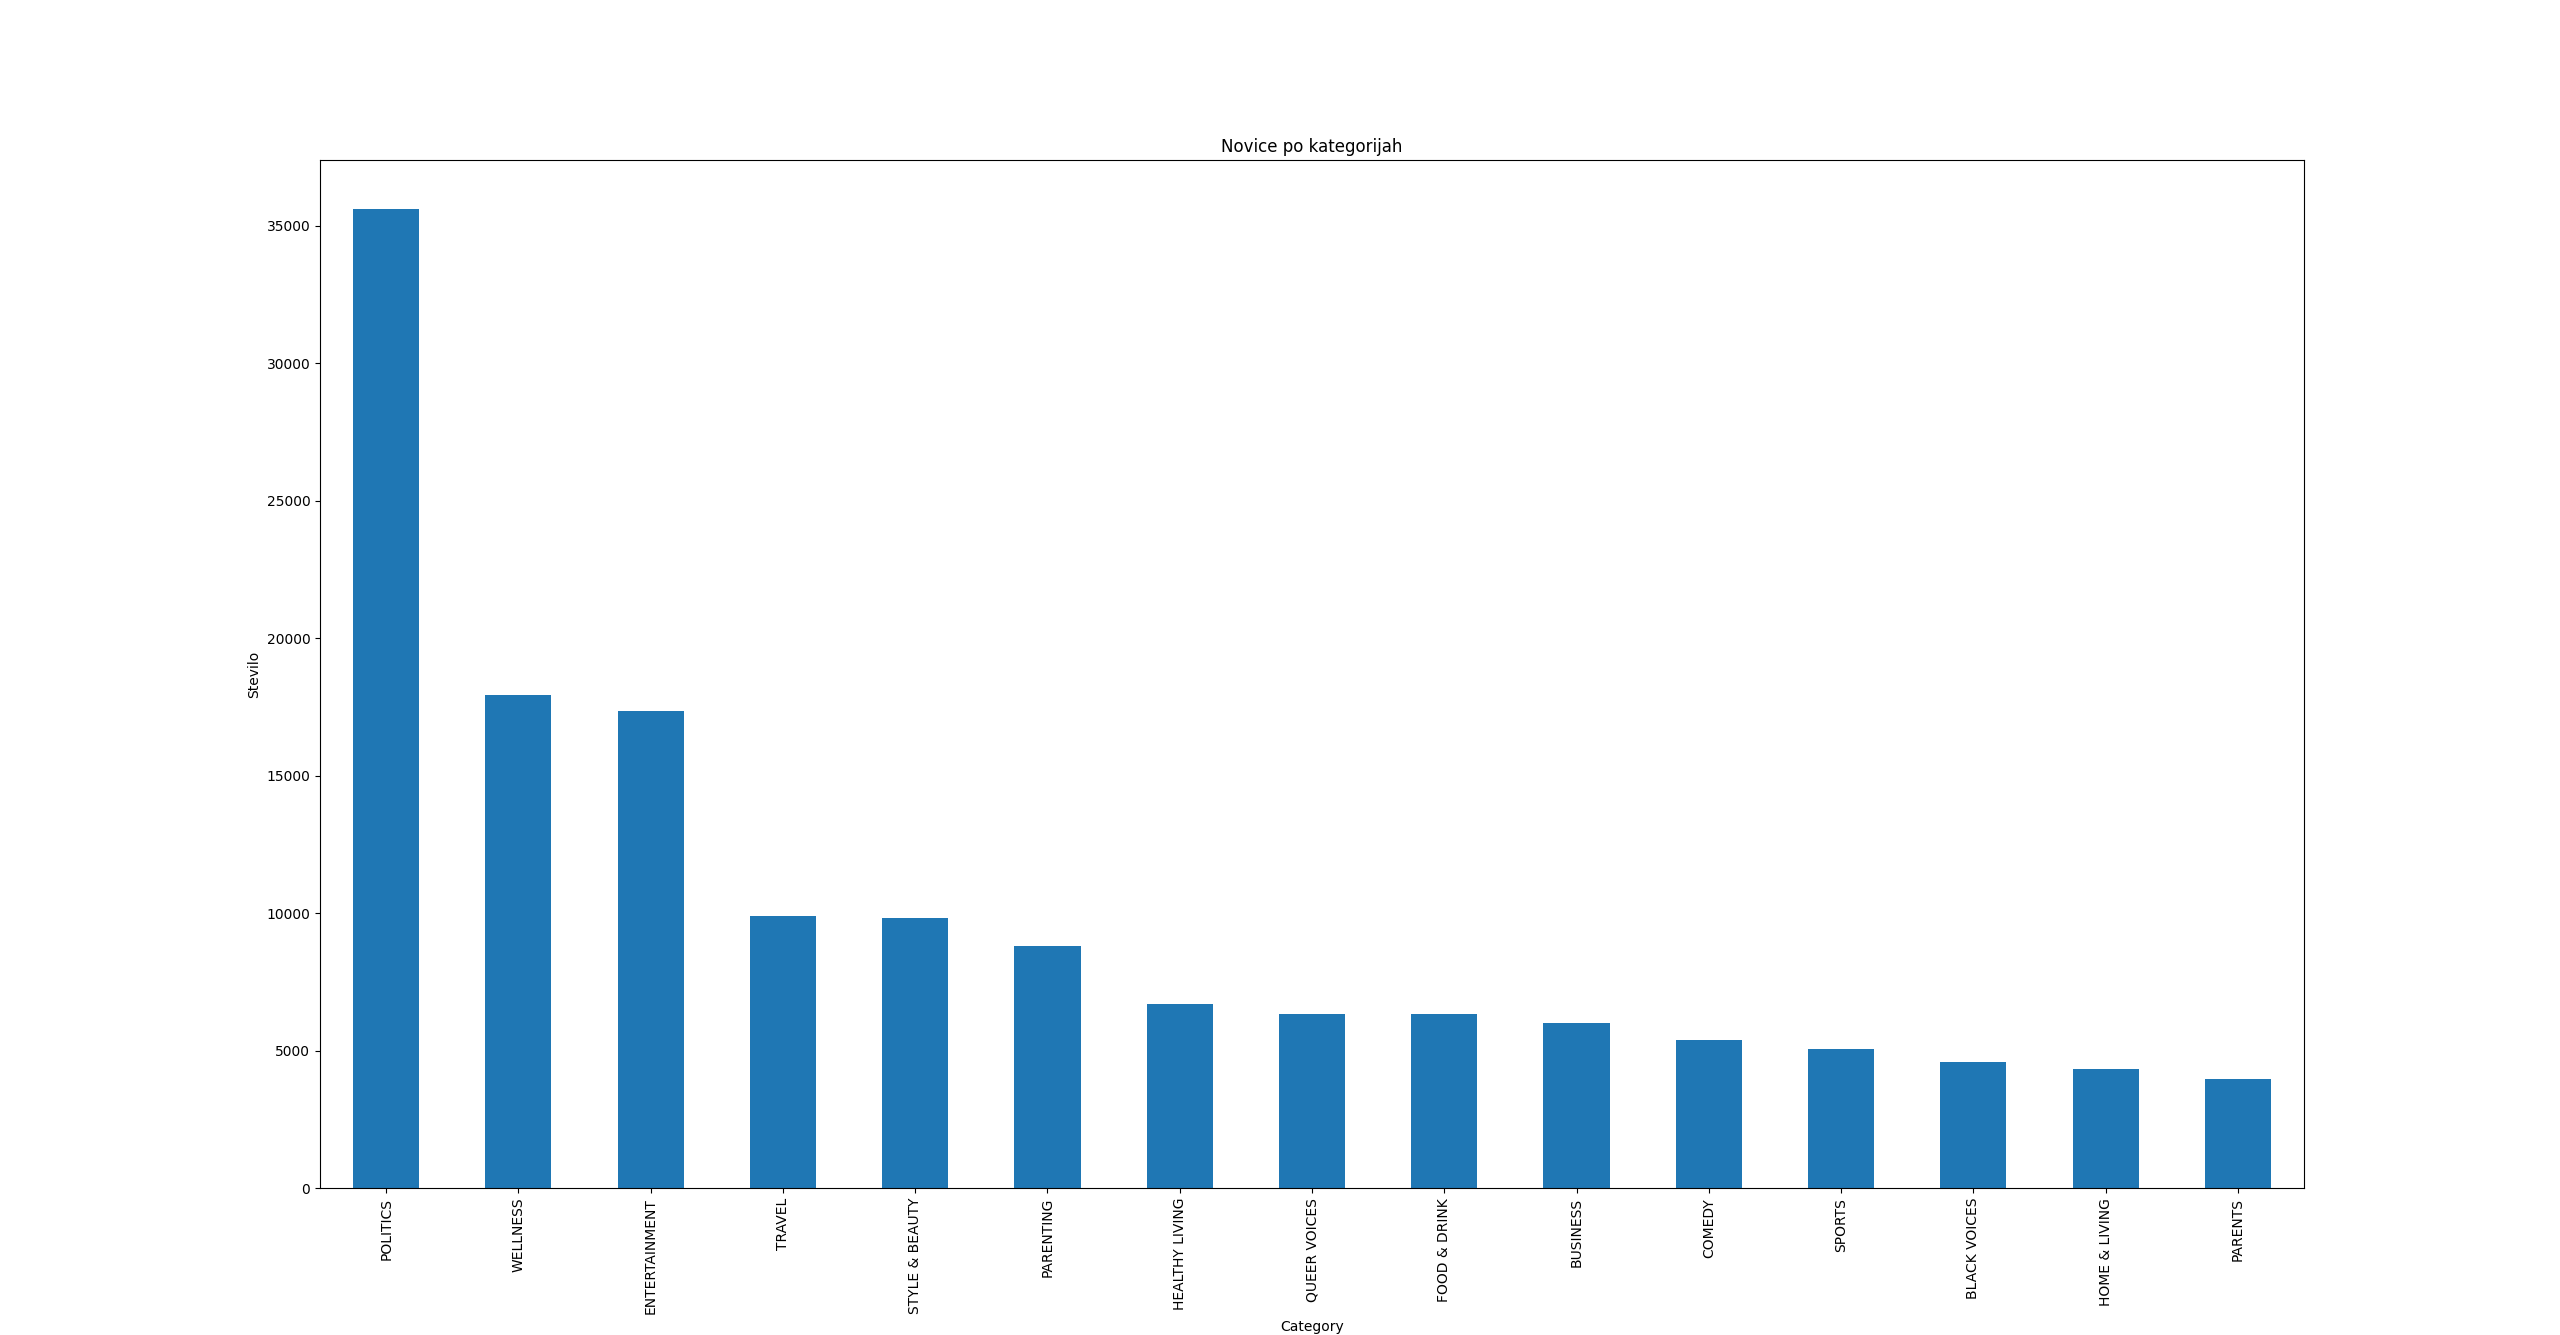 Novice po kategorijah
35000
30000
25000
20000
15000
10000
5000
0
Stevilo
POLITICS
WELLNESS
ENTERTAINMENT
TRAVEL
STYLE & BEAUTY
PARENTING
HEALTHY LIVING
QUEER VOICES
FOOD & DRINK
BUSINESS
COMEDY
SPORTS
BLACK VOICES
HOME & LIVING
PARENTS
Category